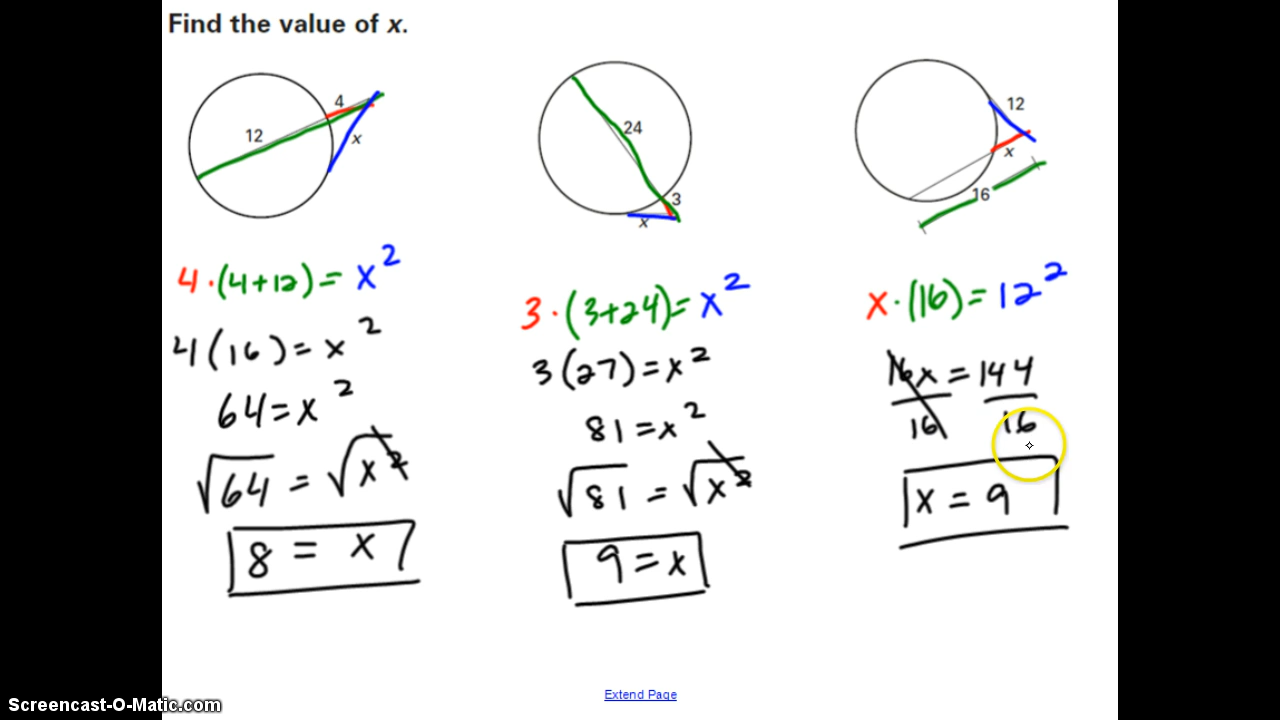 Find the value of x.
4
12
x
24
3
x
12
x
16
4 · (4+12) = x²
4(16) = x²
64 = x²
√64 = √x²
8 = x
3 · (3+24) = x²
3(27) = x²
81 = x²
√81 = √x²
9 = x
x · (16) = 12²
16x = 144
16 16
x = 9
Extend Page
Screencast-O-Matic.com